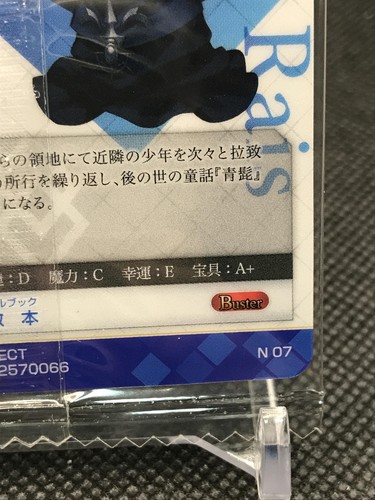 Rais
らの領地にて近隣の少年を次々と拉致
所行を繰り返し、後の世の童話『青髭』
になる。
:D 魔力:C 幸運:E 宝具:A+
ルブック
本
Buster
ECT
2570066
N 07